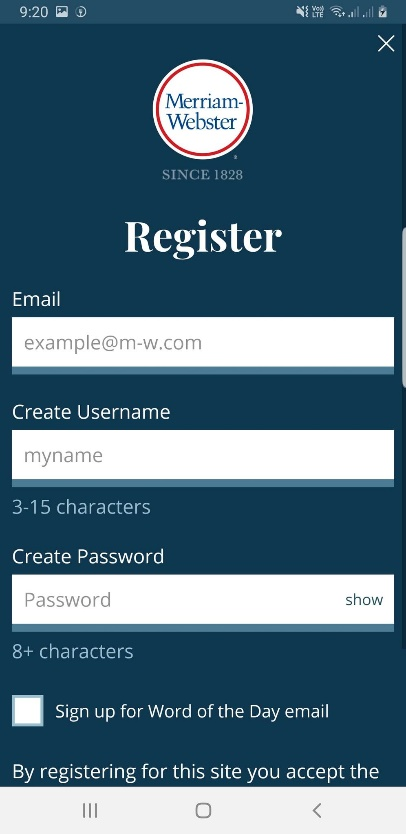 9:20
Vo)) LTE
Merriam-
Webster
SINCE 1828
Register
Email
example@m-w.com
Create Username
myname
3-15 characters
Create Password
Password show
8+ characters
Sign up for Word of the Day email
By registering for this site you accept the